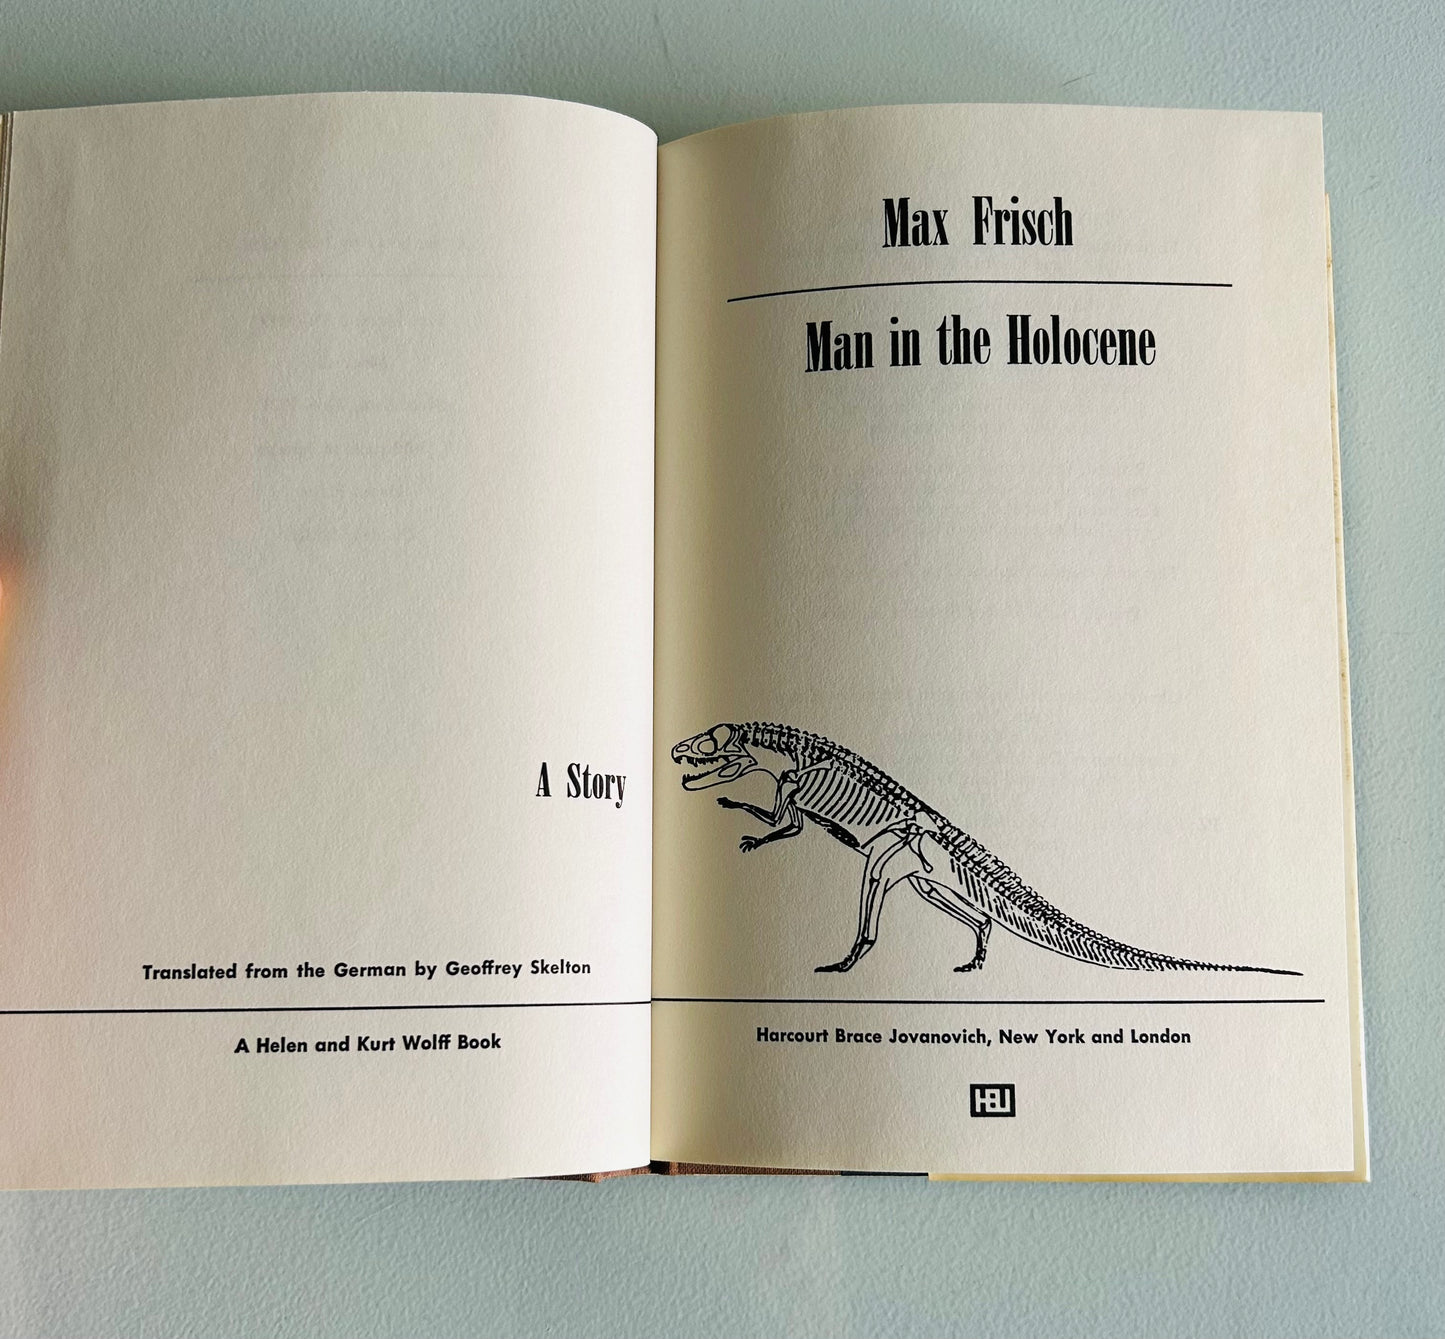 A Story
Translated from the German by Geoffrey Skelton
A Helen and Kurt Wolff Book
Max Frisch
Man in the Holocene
Harcourt Brace Jovanovich, New York and London
HBJ